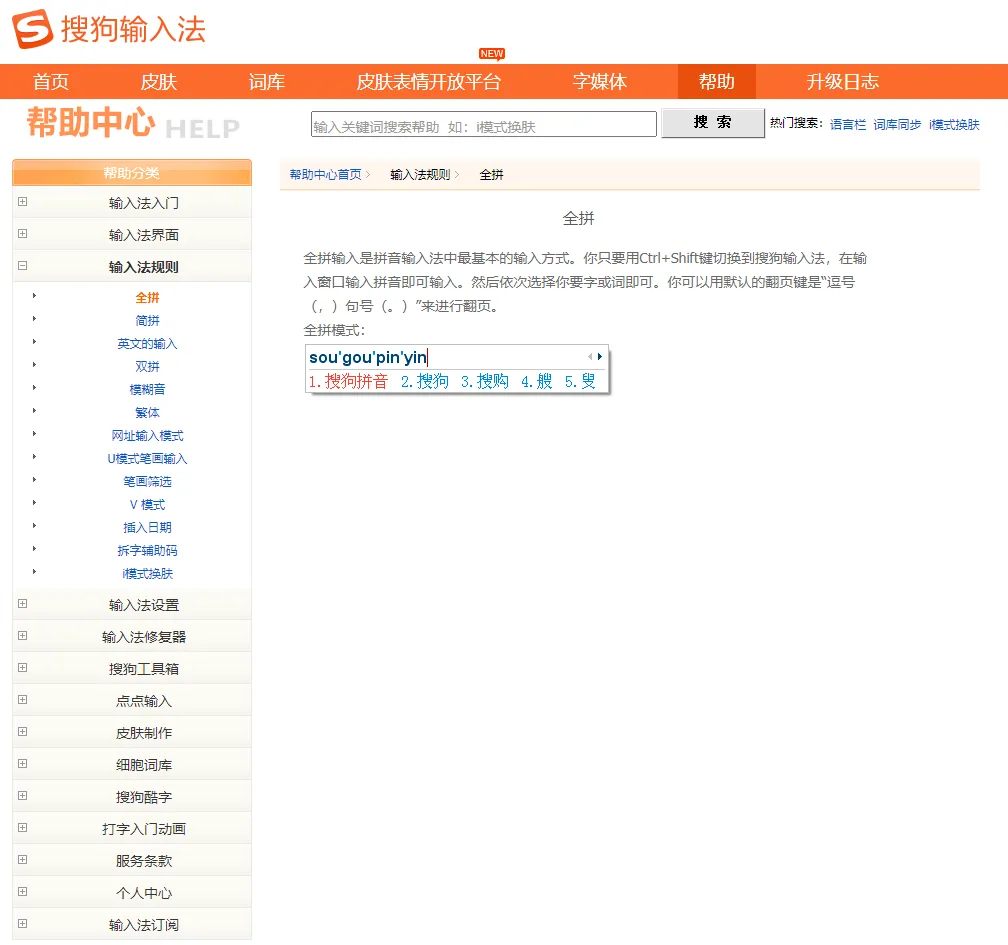 搜狗输入法
NEW
首页 皮肤 词库 皮肤表情开放平台 字媒体 帮助 升级日志
帮助中心 HELP
输入关键词搜索帮助 如：i模式换肤 搜 索 热门搜索：语言栏 词库同步 i模式换肤
帮助分类
输入法入门
输入法界面
输入法规则
全拼
简拼
英文的输入
双拼
模糊音
繁体
网址输入模式
U模式笔画输入
笔画筛选
V 模式
插入日期
拆字辅助码
i模式换肤
输入法设置
输入法修复器
搜狗工具箱
点点输入
皮肤制作
细胞词库
搜狗酷字
打字入门动画
服务条款
个人中心
输入法订阅
帮助中心首页 输入法规则 全拼
全拼
全拼输入是拼音输入法中最基本的输入方式。你只要用Ctrl+Shift键切换到搜狗输入法，在输
入窗口输入拼音即可输入。然后依次选择你要字或词即可。你可以用默认的翻页键是“逗号
（，）句号（。）”来进行翻页。
全拼模式：
sou'gou'pin'yin
1.搜狗拼音 2.搜狗 3.搜购 4.艘 5.叟